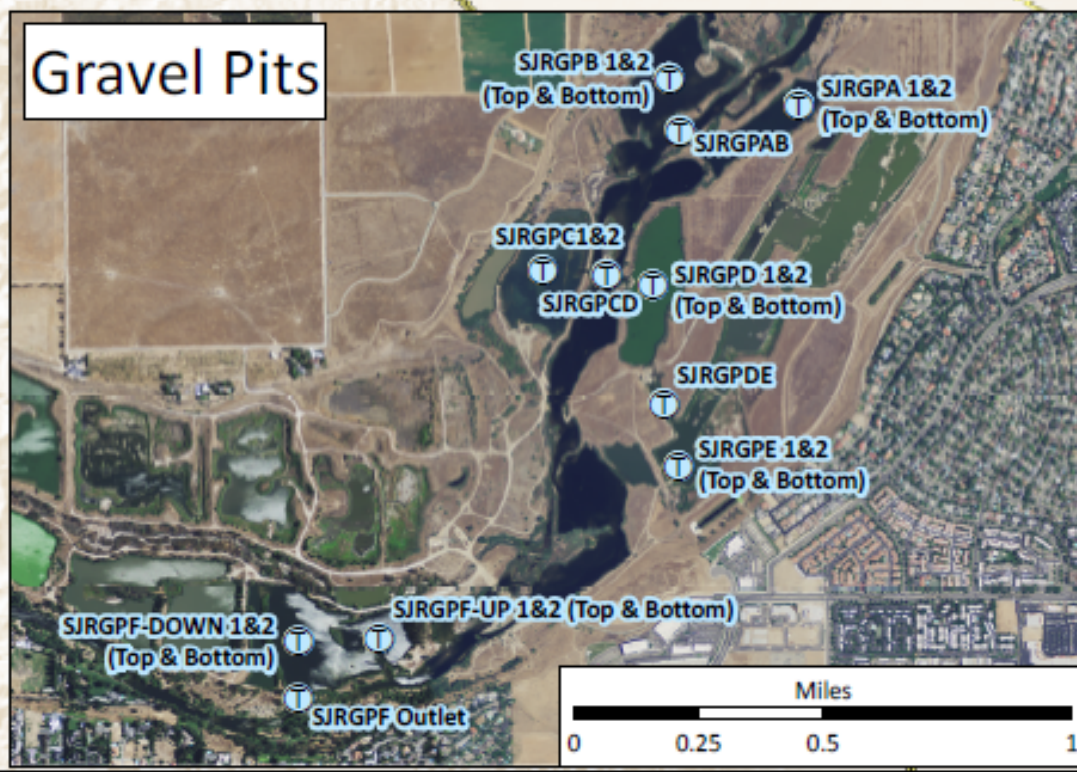 Gravel Pits
SJRGPB 1&2
(Top & Bottom)
SJRGPA 1&2
(Top & Bottom)
SJRGPAB
SJRGPC1&2
SJRGPCD
SJRGPD 1&2
(Top & Bottom)
SJRGPDE
SJRGPE 1&2
(Top & Bottom)
SJRGPF-UP 1&2 (Top & Bottom)
SJRGPF-DOWN 1&2
(Top & Bottom)
SJRGPF Outlet
Miles
0 0.25 0.5 1
T
T
T
T
T
T
T
T
T
T
T